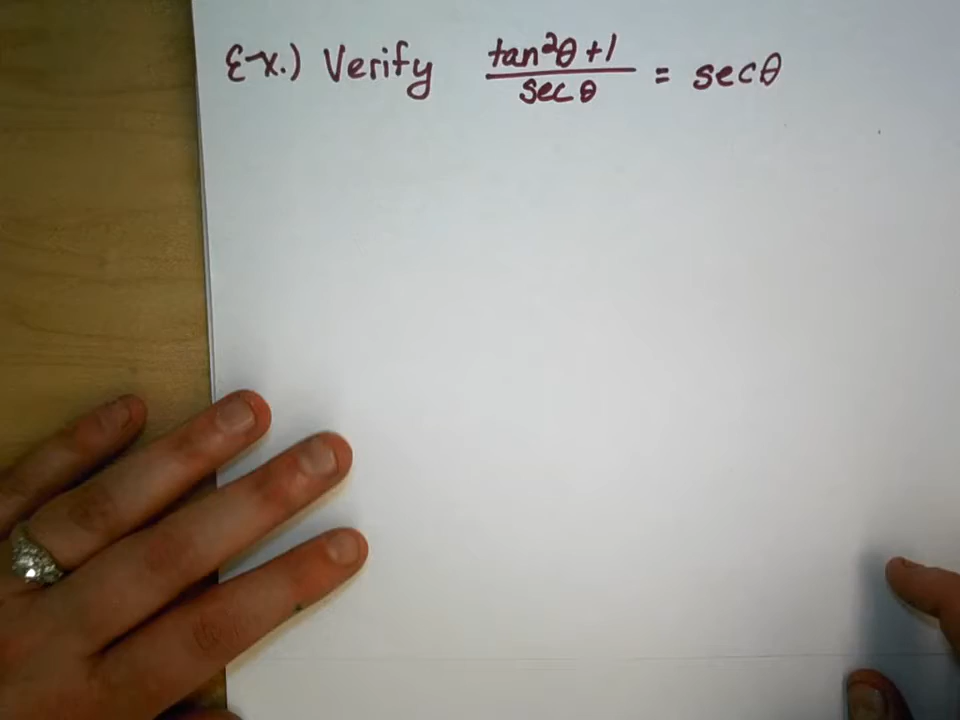 Ex.) Verify (tan²θ+1)/(secθ) = secθ